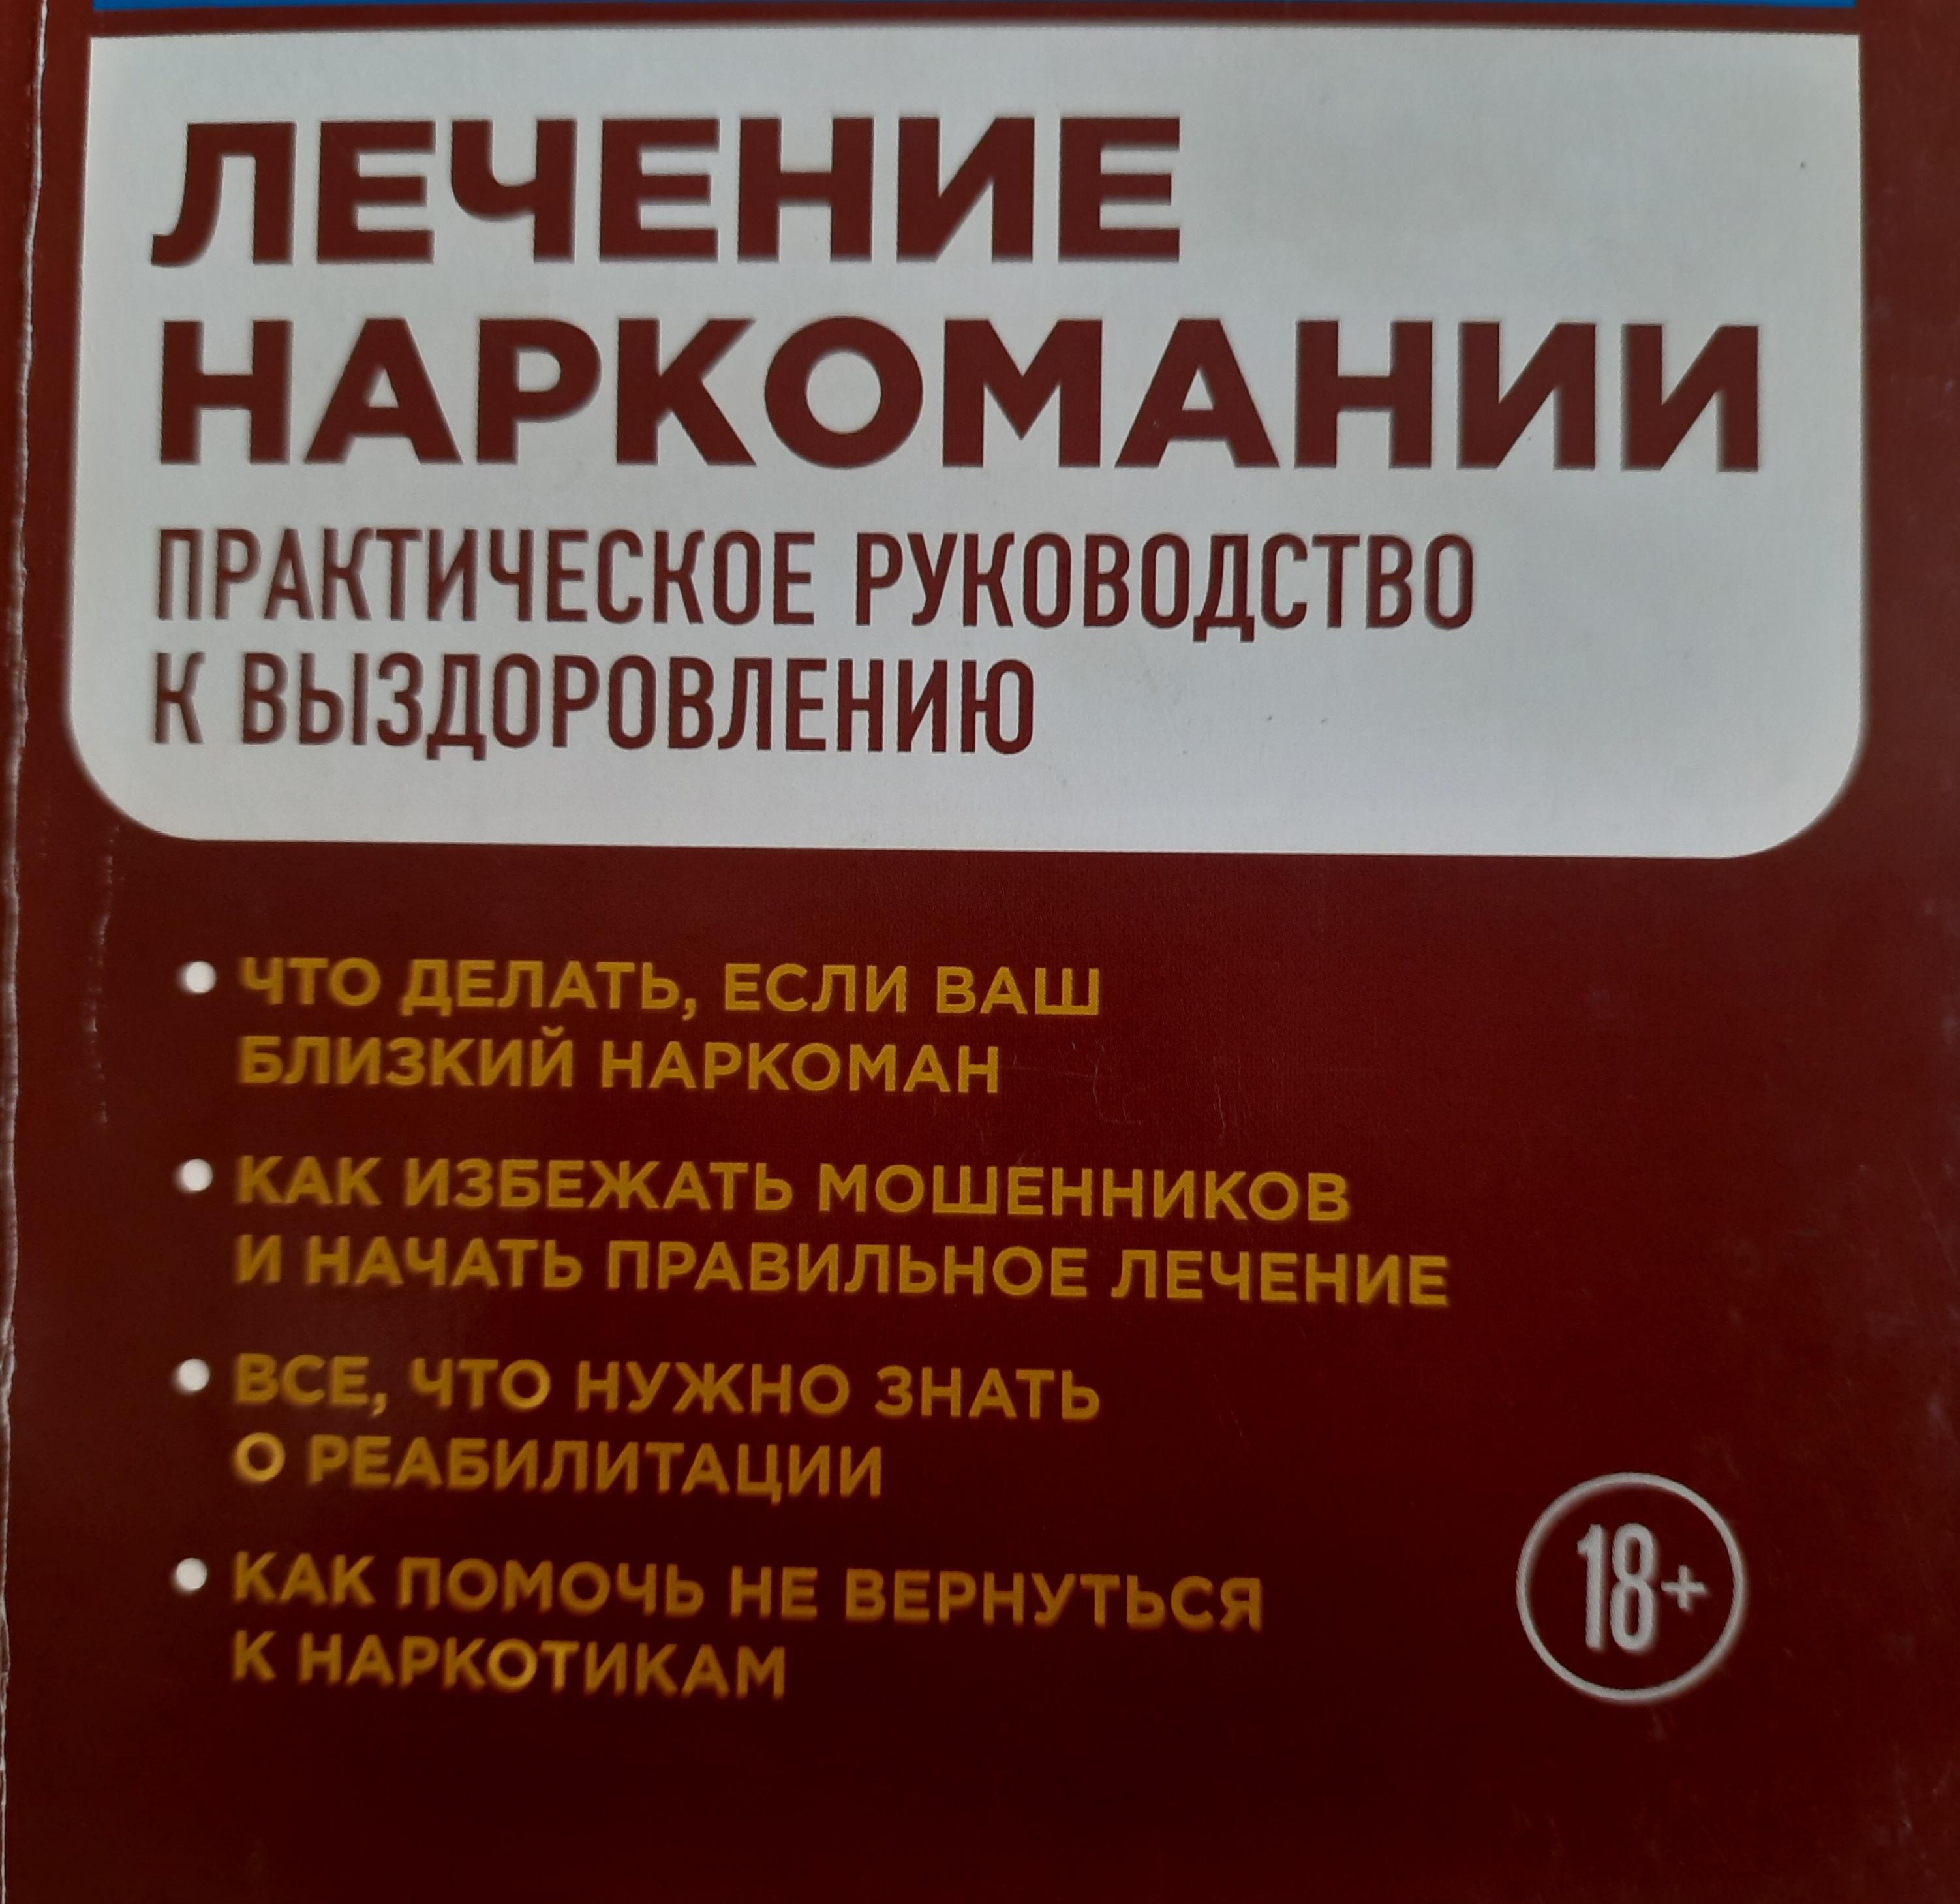 ЛЕЧЕНИЕ
НАРКОМАНИИ
ПРАКТИЧЕСКОЕ РУКОВОДСТВО
К ВЫЗДОРОВЛЕНИЮ
• ЧТО ДЕЛАТЬ, ЕСЛИ ВАШ
БЛИЗКИЙ НАРКОМАН
• КАК ИЗБЕЖАТЬ МОШЕННИКОВ
И НАЧАТЬ ПРАВИЛЬНОЕ ЛЕЧЕНИЕ
• ВСЕ, ЧТО НУЖНО ЗНАТЬ
О РЕАБИЛИТАЦИИ
• КАК ПОМОЧЬ НЕ ВЕРНУТЬСЯ
К НАРКОТИКАМ
18+